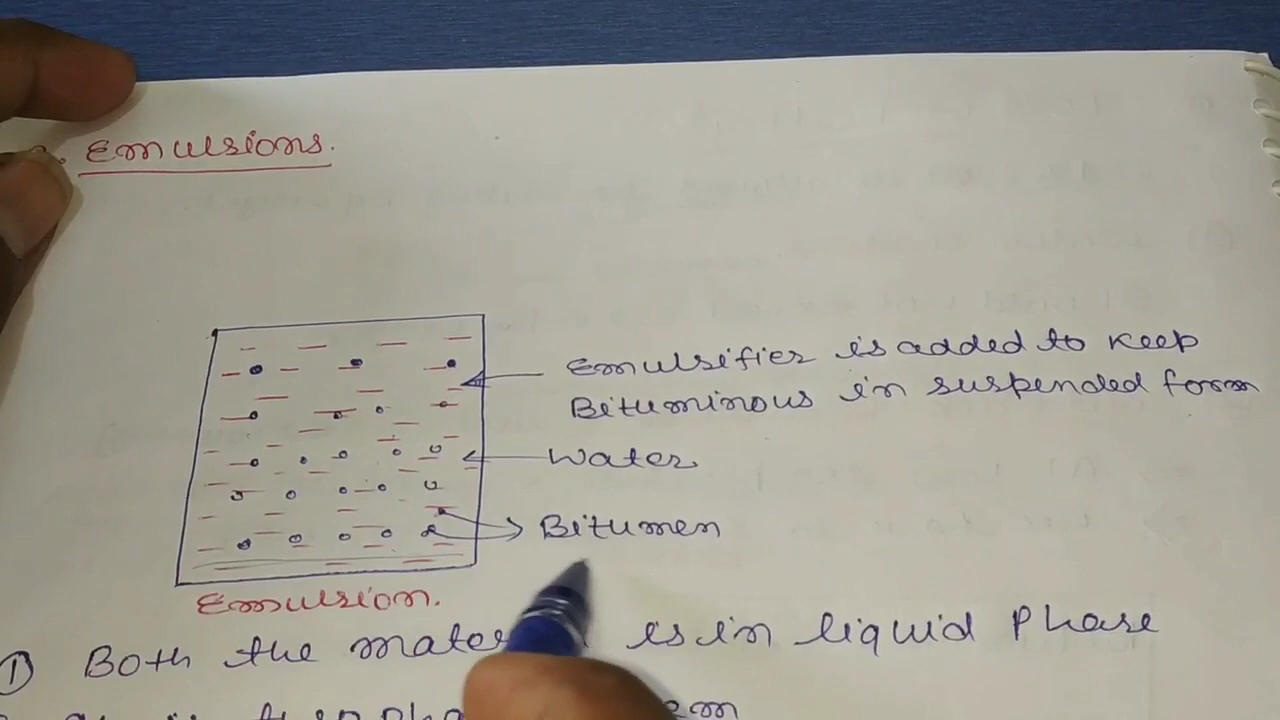 Emulsions.
Emulsifier is added to keep
Bituminous in suspended form
Water
Bitumen
Emulsion.
① Both the is in liquid Phase